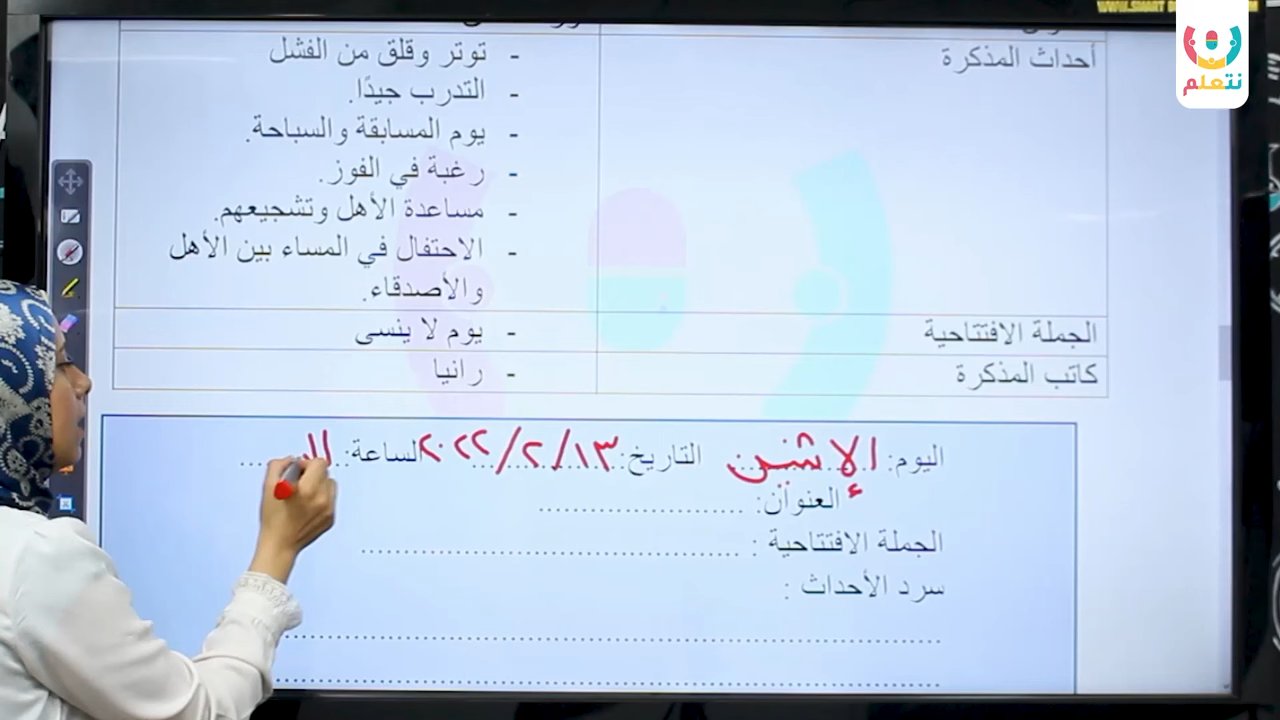 نتعلم
أحداث المذكرة
- توتر وقلق من الفشل
- التدرب جيدًا.
- يوم المسابقة والسباحة.
- رغبة في الفوز.
- مساعدة الأهل وتشجيعهم.
- الاحتفال في المساء بين الأهل
والأصدقاء.
الجملة الافتتاحية - يوم لا ينسى
كاتب المذكرة - رانيا
اليوم: الإثنين التاريخ: ٢٠٢٢/٢/١٣ الساعة: ال
العنوان: ......................
الجملة الافتتاحية : ........................................
سرد الأحداث :